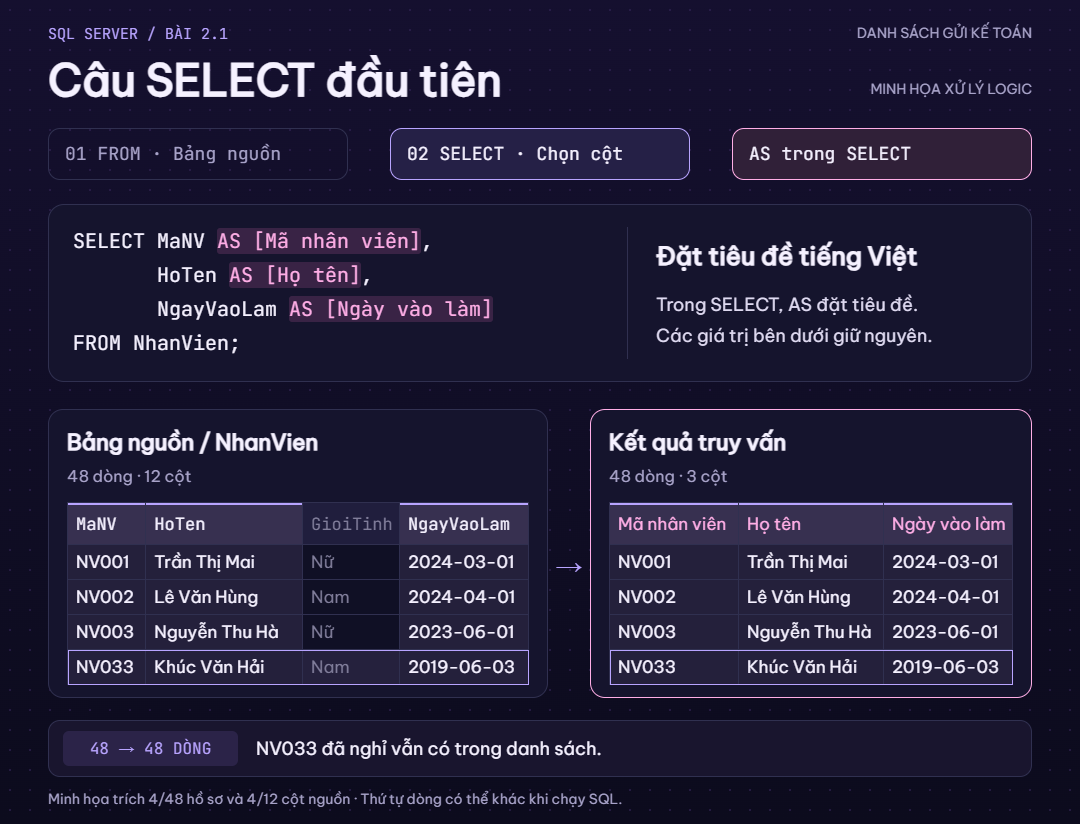 SQL SERVER / BÀI 2.1
DANH SÁCH GỬI KẾ TOÁN
Câu SELECT đầu tiên
MINH HỌA XỬ LÝ LOGIC
01 FROM · Bảng nguồn
02 SELECT · Chọn cột
AS trong SELECT
SELECT MaNV AS [Mã nhân viên],
HoTen AS [Họ tên],
NgayVaoLam AS [Ngày vào làm]
FROM NhanVien;
Đặt tiêu đề tiếng Việt
Trong SELECT, AS đặt tiêu đề.
Các giá trị bên dưới giữ nguyên.
Bảng nguồn / NhanVien
48 dòng · 12 cột
MaNV HoTen GioiTinh NgayVaoLam
NV001 Trần Thị Mai Nữ 2024-03-01
NV002 Lê Văn Hùng Nam 2024-04-01
NV003 Nguyễn Thu Hà Nữ 2023-06-01
NV033 Khúc Văn Hải Nam 2019-06-03
→
Kết quả truy vấn
48 dòng · 3 cột
Mã nhân viên Họ tên Ngày vào làm
NV001 Trần Thị Mai 2024-03-01
NV002 Lê Văn Hùng 2024-04-01
NV003 Nguyễn Thu Hà 2023-06-01
NV033 Khúc Văn Hải 2019-06-03
48 → 48 DÒNG
NV033 đã nghỉ vẫn có trong danh sách.
Minh họa trích 4/48 hồ sơ và 4/12 cột nguồn · Thứ tự dòng có thể khác khi chạy SQL.